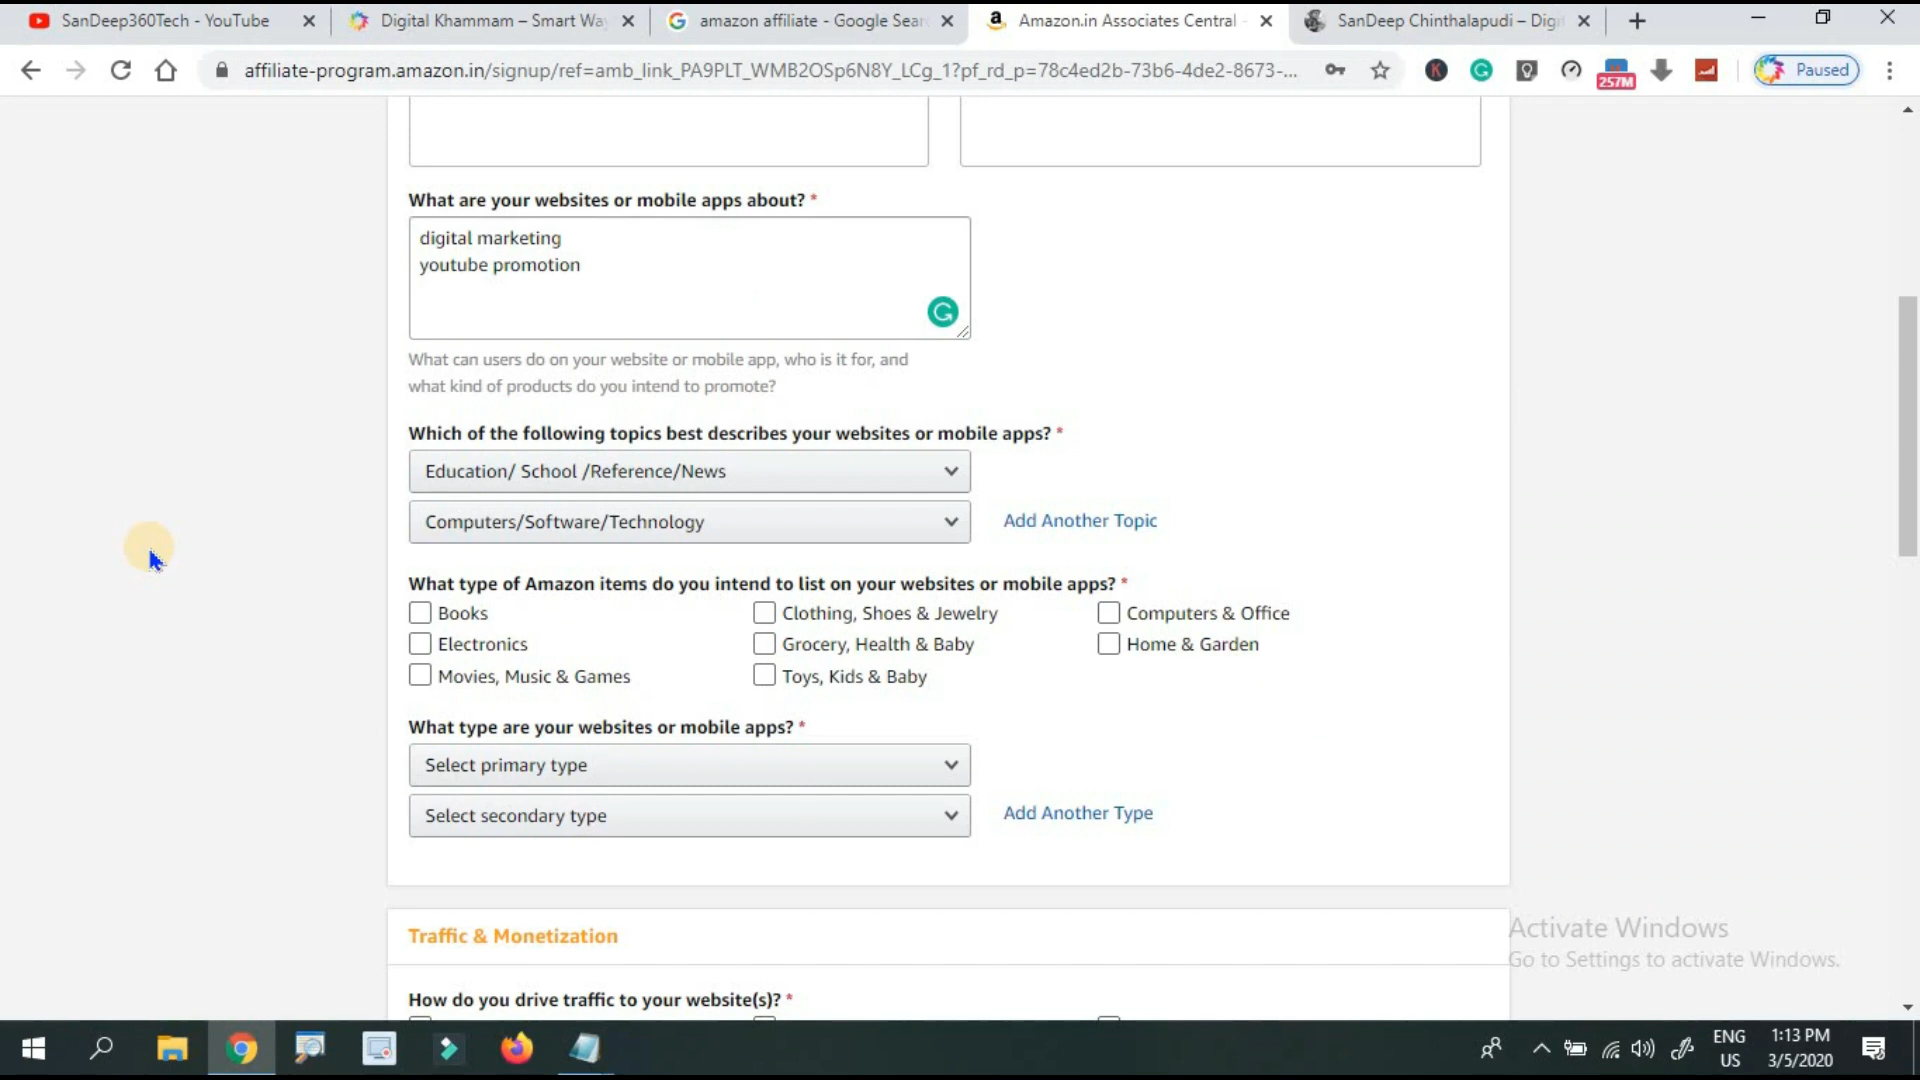 SanDeep360Tech - YouTube
Digital Khammam – Smart Wa
amazon affiliate - Google Sear
Amazon.in Associates Central -
SanDeep Chinthalapudi – Digi
affiliate-program.amazon.in/signup/ref=amb_link_PA9PLT_WMB2OSp6N8Y_LCg_1?pf_rd_p=78c4ed2b-73b6-4de2-8673-...
257M
Paused
What are your websites or mobile apps about? *
digital marketing
youtube promotion
What can users do on your website or mobile app, who is it for, and
what kind of products do you intend to promote?
Which of the following topics best describes your websites or mobile apps? *
Education/ School /Reference/News
Computers/Software/Technology
Add Another Topic
What type of Amazon items do you intend to list on your websites or mobile apps? *
Books
Clothing, Shoes & Jewelry
Computers & Office
Electronics
Grocery, Health & Baby
Home & Garden
Movies, Music & Games
Toys, Kids & Baby
What type are your websites or mobile apps? *
Select primary type
Select secondary type
Add Another Type
Traffic & Monetization
How do you drive traffic to your website(s)? *
Activate Windows
Go to Settings to activate Windows.
ENG
US
1:13 PM
3/5/2020